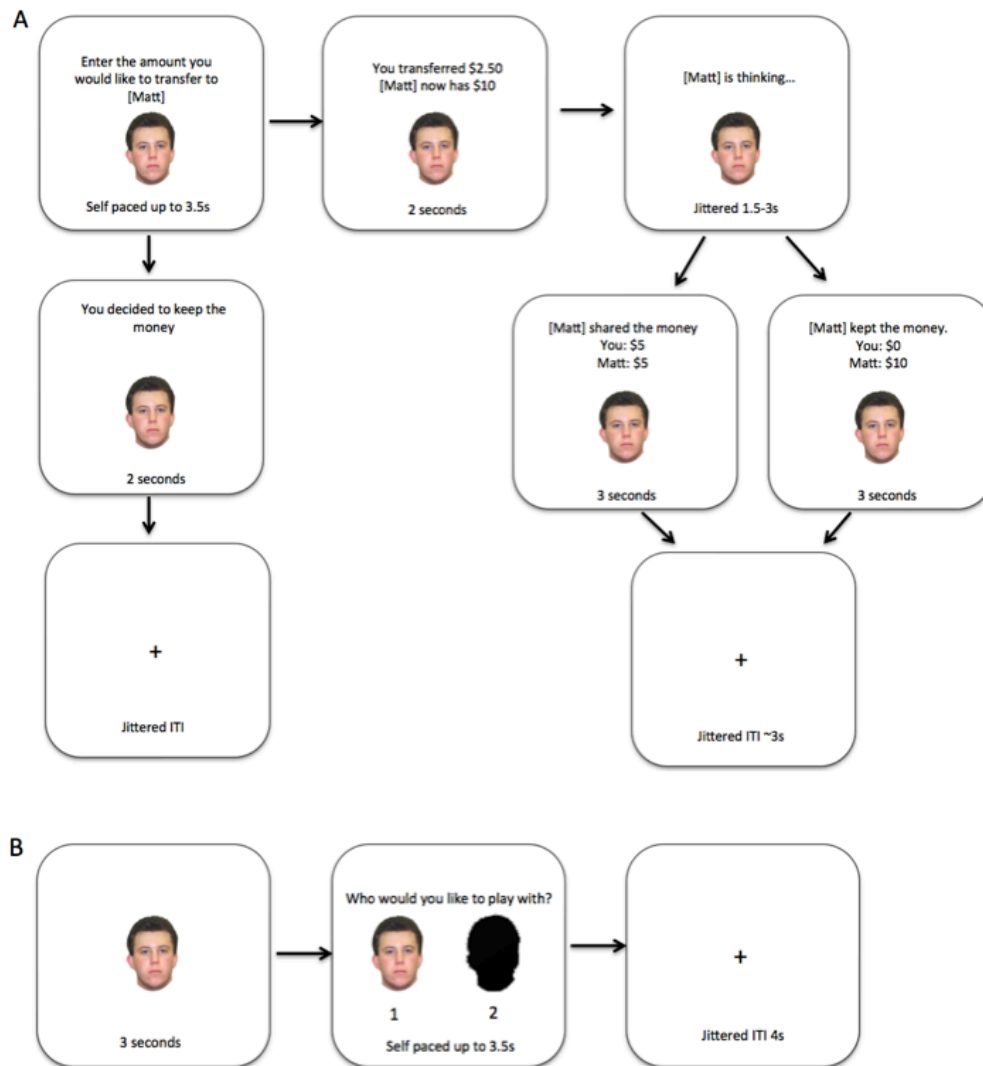 A
Enter the amount you
would like to transfer to
[Matt]
Self paced up to 3.5s
You transferred $2.50
[Matt] now has $10
2 seconds
[Matt] is thinking...
Jittered 1.5-3s
You decided to keep the
money
2 seconds
[Matt] shared the money
You: $5
Matt: $5
3 seconds
[Matt] kept the money.
You: $0
Matt: $10
3 seconds
+
Jittered ITI
+
Jittered ITI ~3s
B
3 seconds
Who would you like to play with?
1
2
Self paced up to 3.5s
+
Jittered ITI 4s